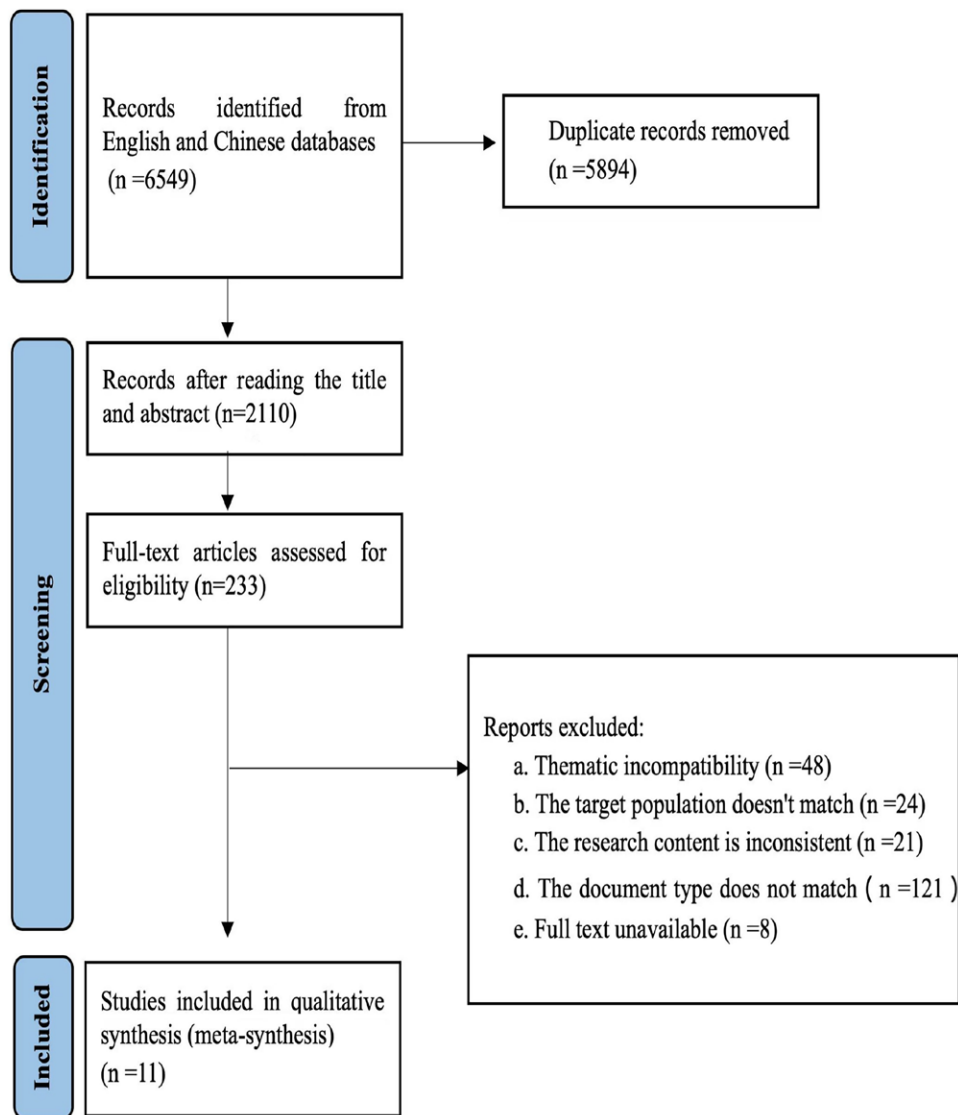 Identification
Records identified from
English and Chinese databases
(n =6549)
Duplicate records removed
(n =5894)
Screening
Records after reading the title
and abstract (n=2110)
Full-text articles assessed for
eligibility (n=233)
Reports excluded:
a. Thematic incompatibility (n =48)
b. The target population doesn't match (n =24)
c. The research content is inconsistent (n =21)
d. The document type does not match ( n =121 )
e. Full text unavailable (n =8)
Included
Studies included in qualitative
synthesis (meta-synthesis)
(n =11)